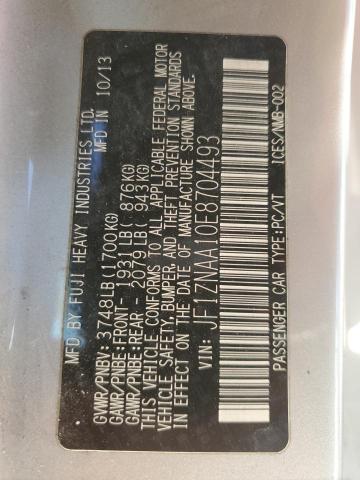 MFD BY FUJI HEAVY INDUSTRIES LTD.
MFD IN 10/13
GVWR/PNBV: 3748LB(1700KG)
GAWR/PNBE:FRONT- 1931LB( 876KG)
GAWR/PNBE:REAR - 2079LB( 943KG)
THIS VEHICLE CONFORMS TO ALL APPLICABLE FEDERAL MOTOR
VEHICLE SAFETY, BUMPER, AND THEFT PREVENTION STANDARDS
IN EFFECT ON THE DATE OF MANUFACTURE SHOWN ABOVE.
VIN: JF1ZNAA10E8704493
PASSENGER CAR TYPE:PC/VT ICES/NMB-002